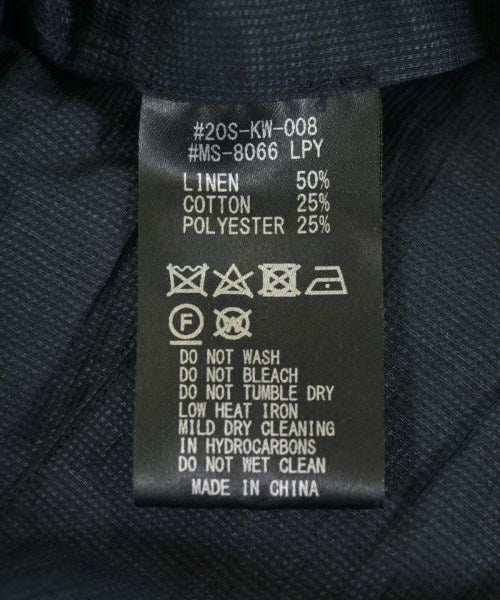 #20S-KW-008
#MS-8066 LPY
LINEN 50%
COTTON 25%
POLYESTER 25%
F W
DO NOT WASH
DO NOT BLEACH
DO NOT TUMBLE DRY
LOW HEAT IRON
MILD DRY CLEANING
IN HYDROCARBONS
DO NOT WET CLEAN
MADE IN CHINA